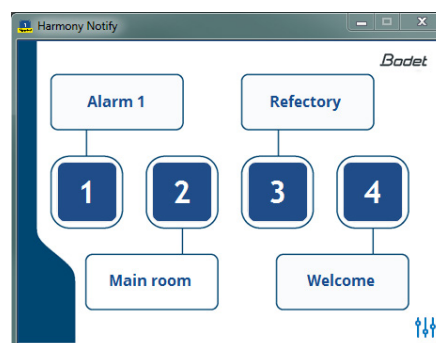 Harmony Notify
Bodet
Alarm 1
Refectory
1
2
3
4
Main room
Welcome